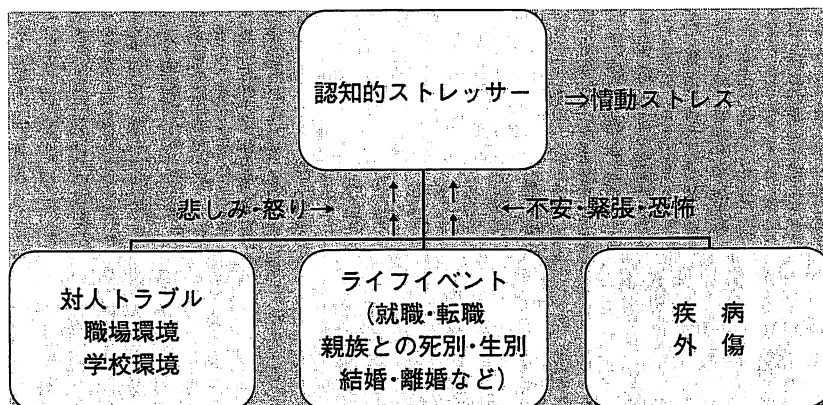 認知的ストレッサー
⇒情動ストレス
悲しみ・怒り→
←不安・緊張・恐怖
対人トラブル
職場環境
学校環境
ライフイベント
(就職・転職
親族との死別・生別
結婚・離婚など)
疾 病
外 傷